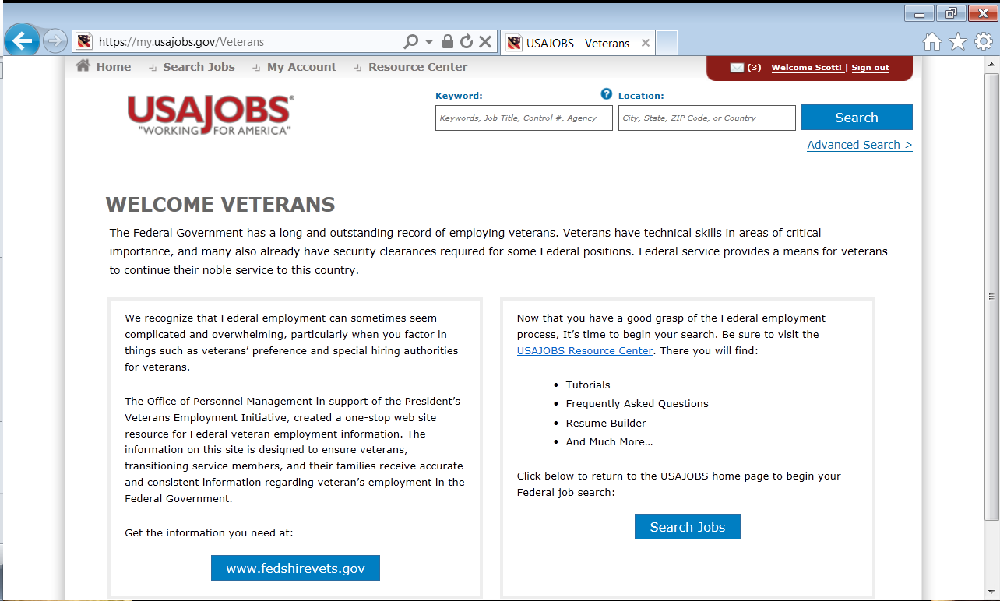 https://my.usajobs.gov/Veterans
USAJOBS - Veterans
Home Search Jobs My Account Resource Center
(3) Welcome Scott! | Sign out
USAJOBS®
"WORKING FOR AMERICA"
Keyword: ? Location:
Keywords, Job Title, Control #, Agency
City, State, ZIP Code, or Country
Search
Advanced Search >
WELCOME VETERANS
The Federal Government has a long and outstanding record of employing veterans. Veterans have technical skills in areas of critical
importance, and many also already have security clearances required for some Federal positions. Federal service provides a means for veterans
to continue their noble service to this country.
We recognize that Federal employment can sometimes seem
complicated and overwhelming, particularly when you factor in
things such as veterans’ preference and special hiring authorities
for veterans.
The Office of Personnel Management in support of the President’s
Veterans Employment Initiative, created a one-stop web site
resource for Federal veteran employment information. The
information on this site is designed to ensure veterans,
transitioning service members, and their families receive accurate
and consistent information regarding veteran’s employment in the
Federal Government.
Get the information you need at:
www.fedshirevets.gov
Now that you have a good grasp of the Federal employment
process, It’s time to begin your search. Be sure to visit the
USAJOBS Resource Center. There you will find:
• Tutorials
• Frequently Asked Questions
• Resume Builder
• And Much More…
Click below to return to the USAJOBS home page to begin your
Federal job search:
Search Jobs